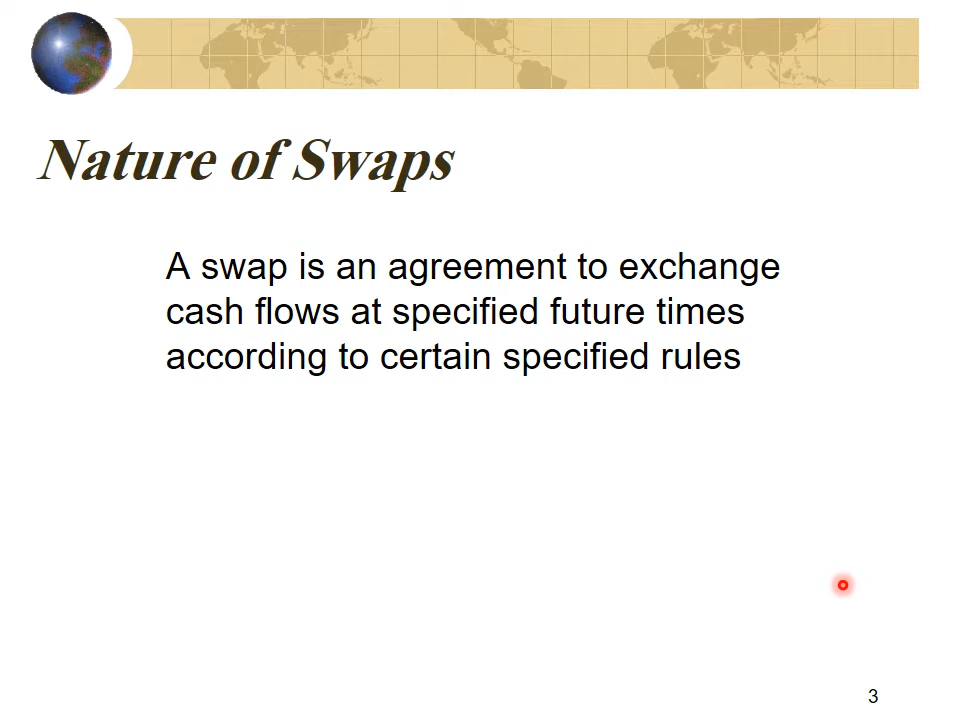 Nature of Swaps
A swap is an agreement to exchange
cash flows at specified future times
according to certain specified rules
3